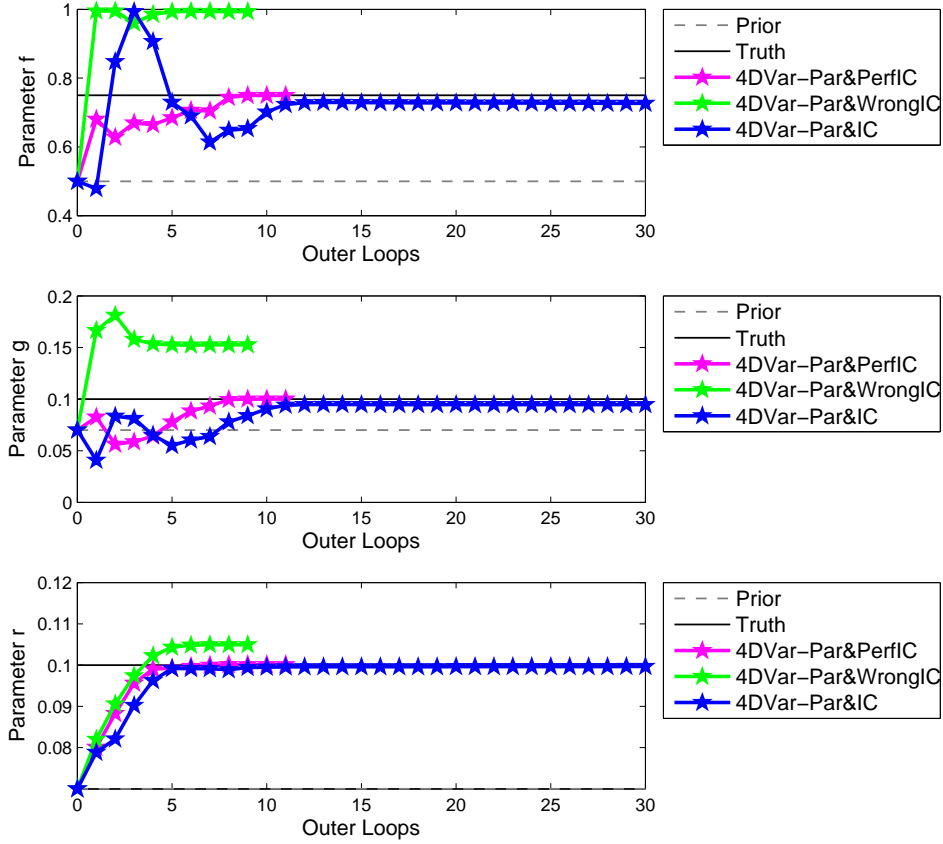 1
0.8
0.6
0.4
Parameter f
0
5
10
15
20
25
30
Outer Loops
Prior
Truth
4DVar-Par&PerfIC
4DVar-Par&WrongIC
4DVar-Par&IC
0.2
0.15
0.1
0.05
0
Parameter g
0
5
10
15
20
25
30
Outer Loops
Prior
Truth
4DVar-Par&PerfIC
4DVar-Par&WrongIC
4DVar-Par&IC
0.12
0.11
0.1
0.09
0.08
Parameter r
0
5
10
15
20
25
30
Outer Loops
Prior
Truth
4DVar-Par&PerfIC
4DVar-Par&WrongIC
4DVar-Par&IC